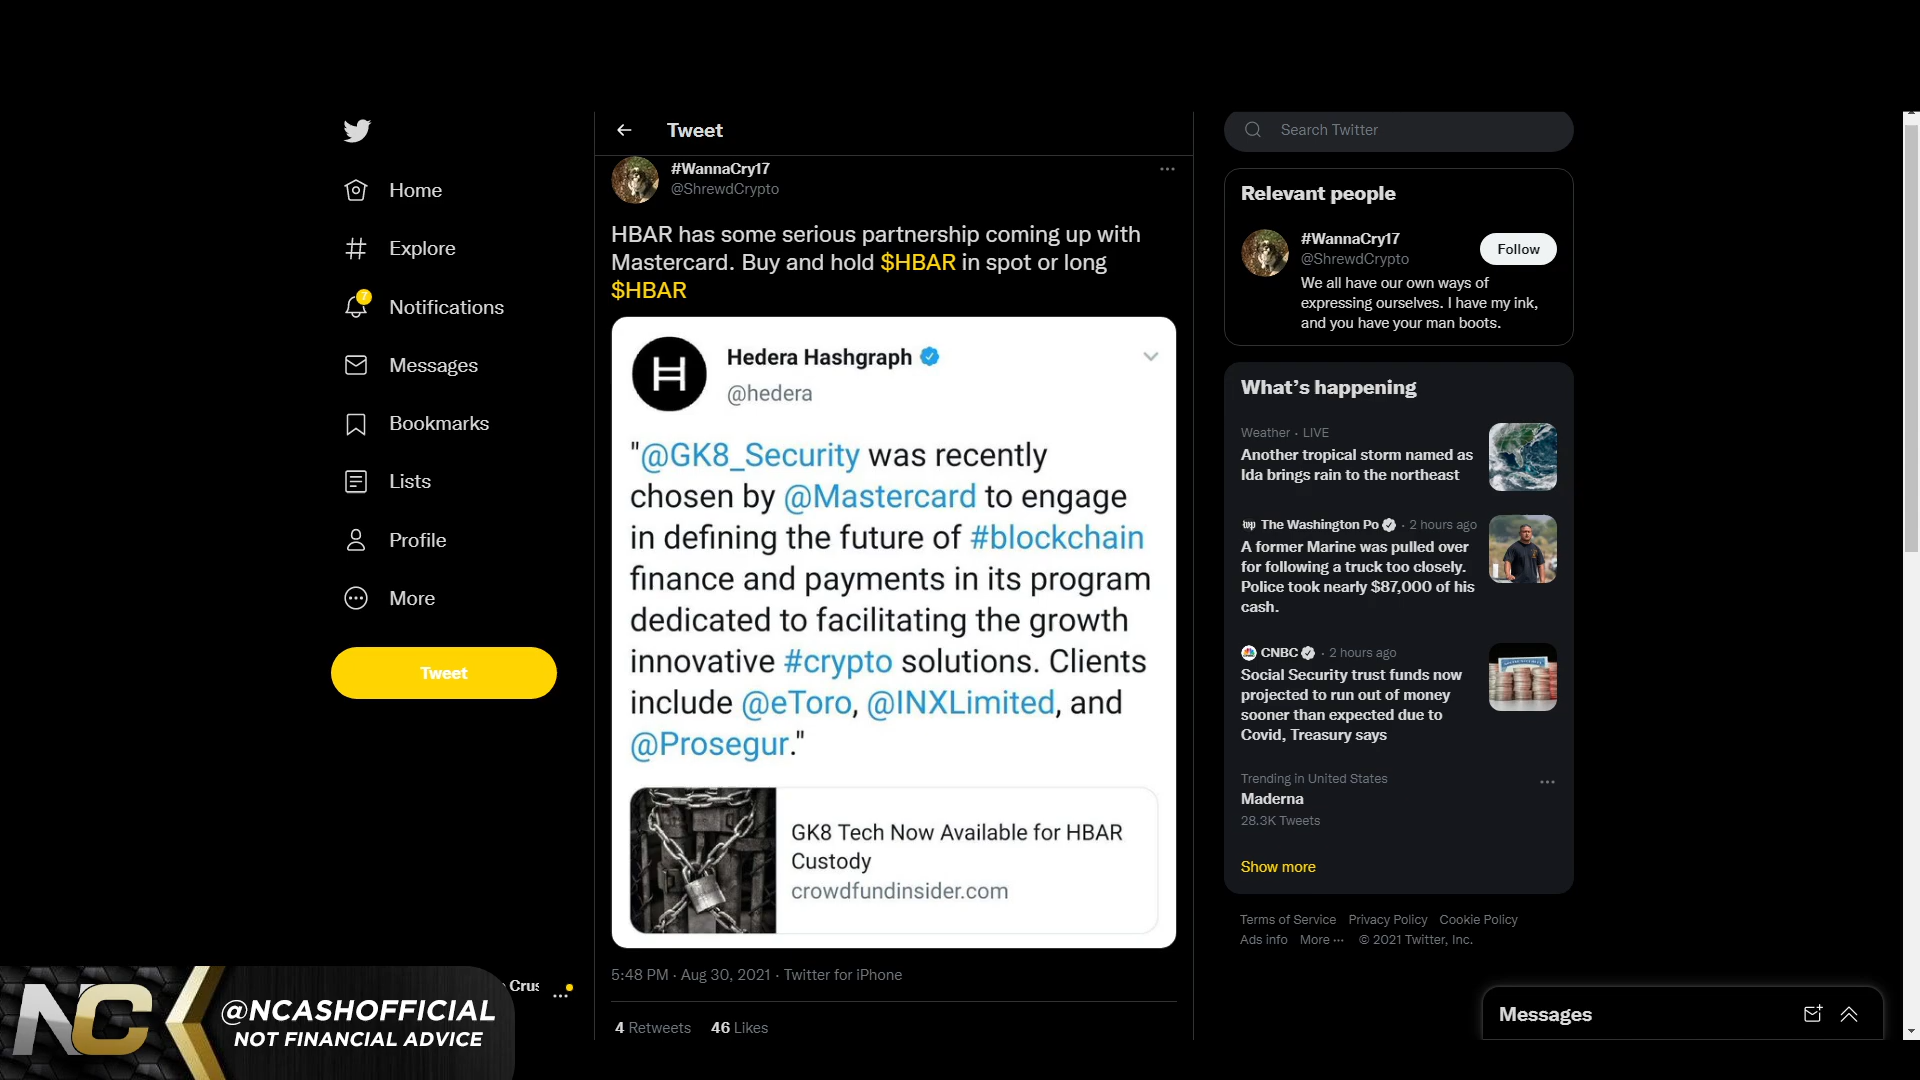 Home
Explore
Notifications
Messages
Bookmarks
Lists
Profile
More
Tweet
Tweet
#WannaCry17
@ShrewdCrypto
HBAR has some serious partnership coming up with
Mastercard. Buy and hold $HBAR in spot or long
$HBAR
Hedera Hashgraph
@hedera
"@GK8_Security was recently
chosen by @Mastercard to engage
in defining the future of #blockchain
finance and payments in its program
dedicated to facilitating the growth
innovative #crypto solutions. Clients
include @eToro, @INXLimited, and
@Prosegur."
GK8 Tech Now Available for HBAR
Custody
crowdfundinsider.com
5:48 PM · Aug 30, 2021 · Twitter for iPhone
4 Retweets 46 Likes
Search Twitter
Relevant people
#WannaCry17
@ShrewdCrypto
Follow
We all have our own ways of
expressing ourselves. I have my ink,
and you have your man boots.
What's happening
Weather · LIVE
Another tropical storm named as
Ida brings rain to the northeast
wp The Washington Po · 2 hours ago
A former Marine was pulled over
for following a truck too closely.
Police took nearly $87,000 of his
cash.
CNBC · 2 hours ago
Social Security trust funds now
projected to run out of money
sooner than expected due to
Covid, Treasury says
Trending in United States
Maderna
28.3K Tweets
Show more
Terms of Service Privacy Policy Cookie Policy
Ads info More ··· © 2021 Twitter, Inc.
Messages
NC
@NCASHOFFICIAL
NOT FINANCIAL ADVICE